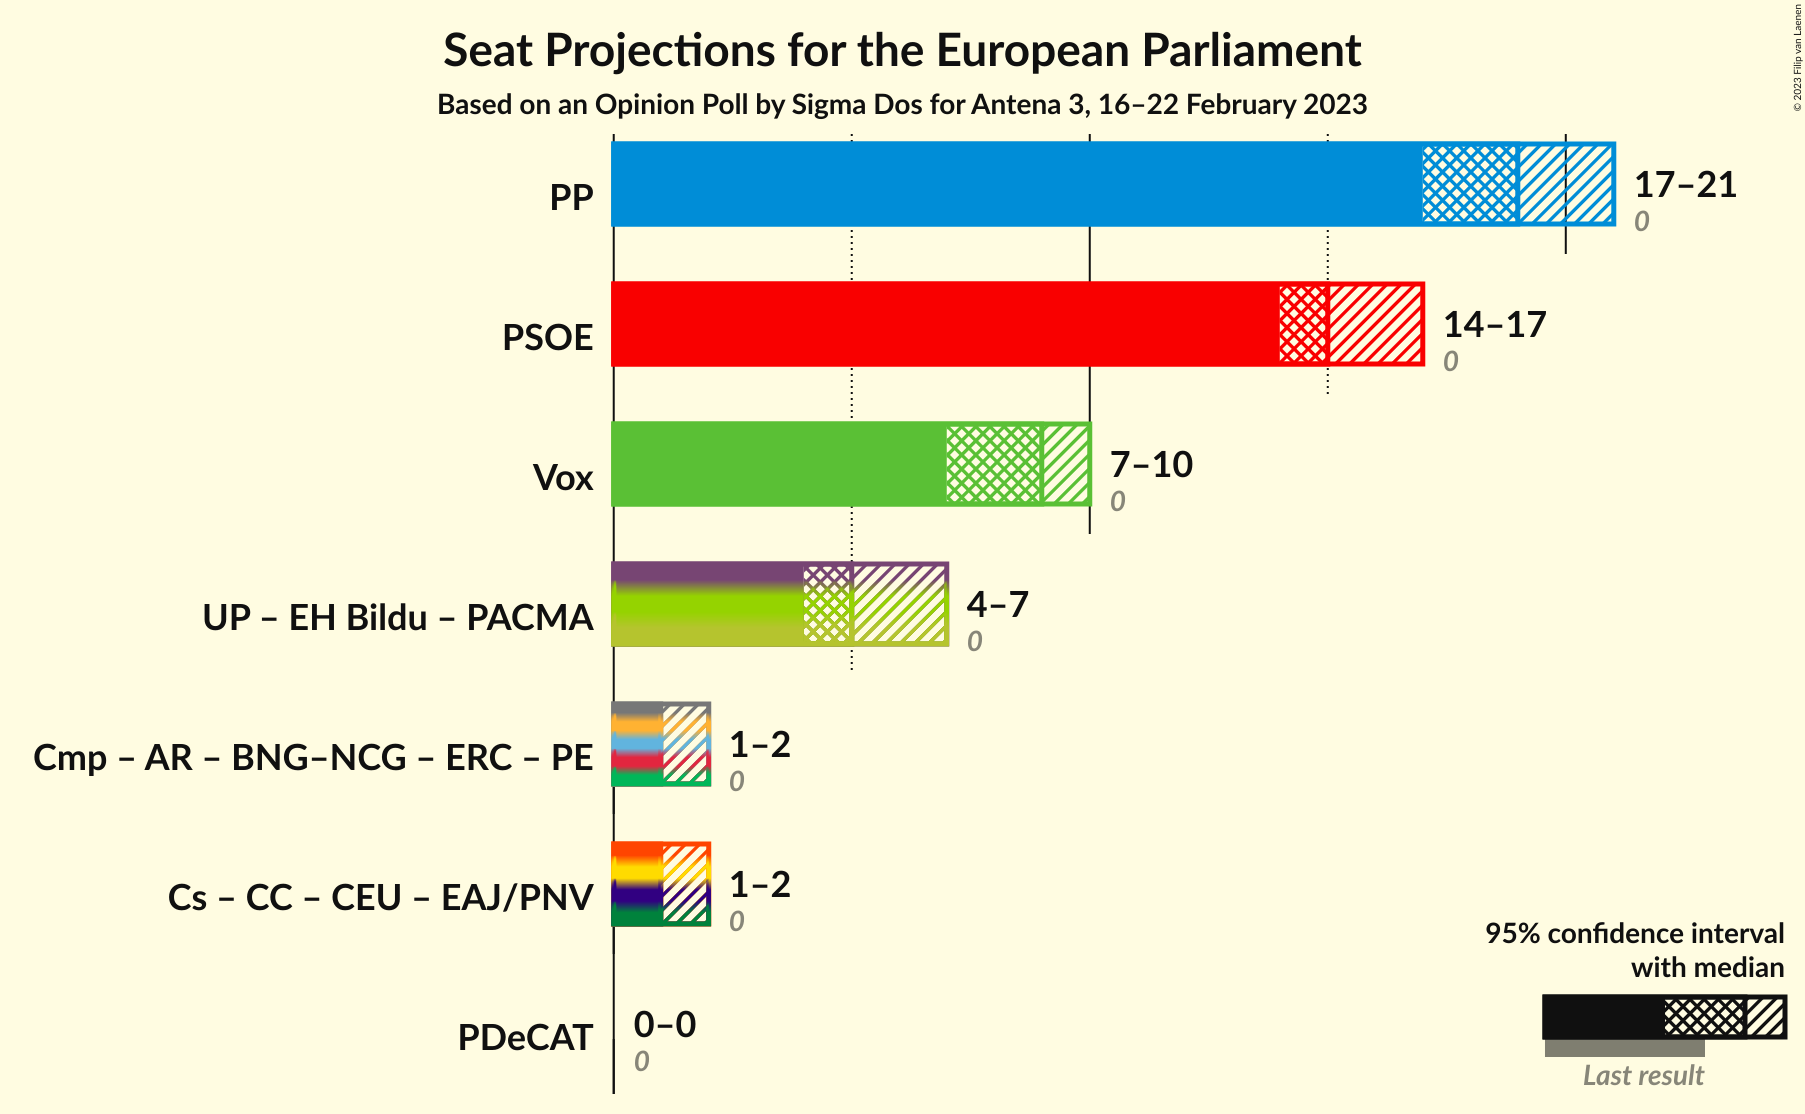 Seat Projections for the European Parliament
Based on an Opinion Poll by Sigma Dos for Antena 3, 16–22 February 2023
© 2023 Filip van Laenen
PP
17–21
0
PSOE
14–17
0
Vox
7–10
0
UP – EH Bildu – PACMA
4–7
0
Cmp – AR – BNG–NCG – ERC – PE
1–2
0
Cs – CC – CEU – EAJ/PNV
1–2
0
PDeCAT
0–0
0
95% confidence interval
with median
Last result